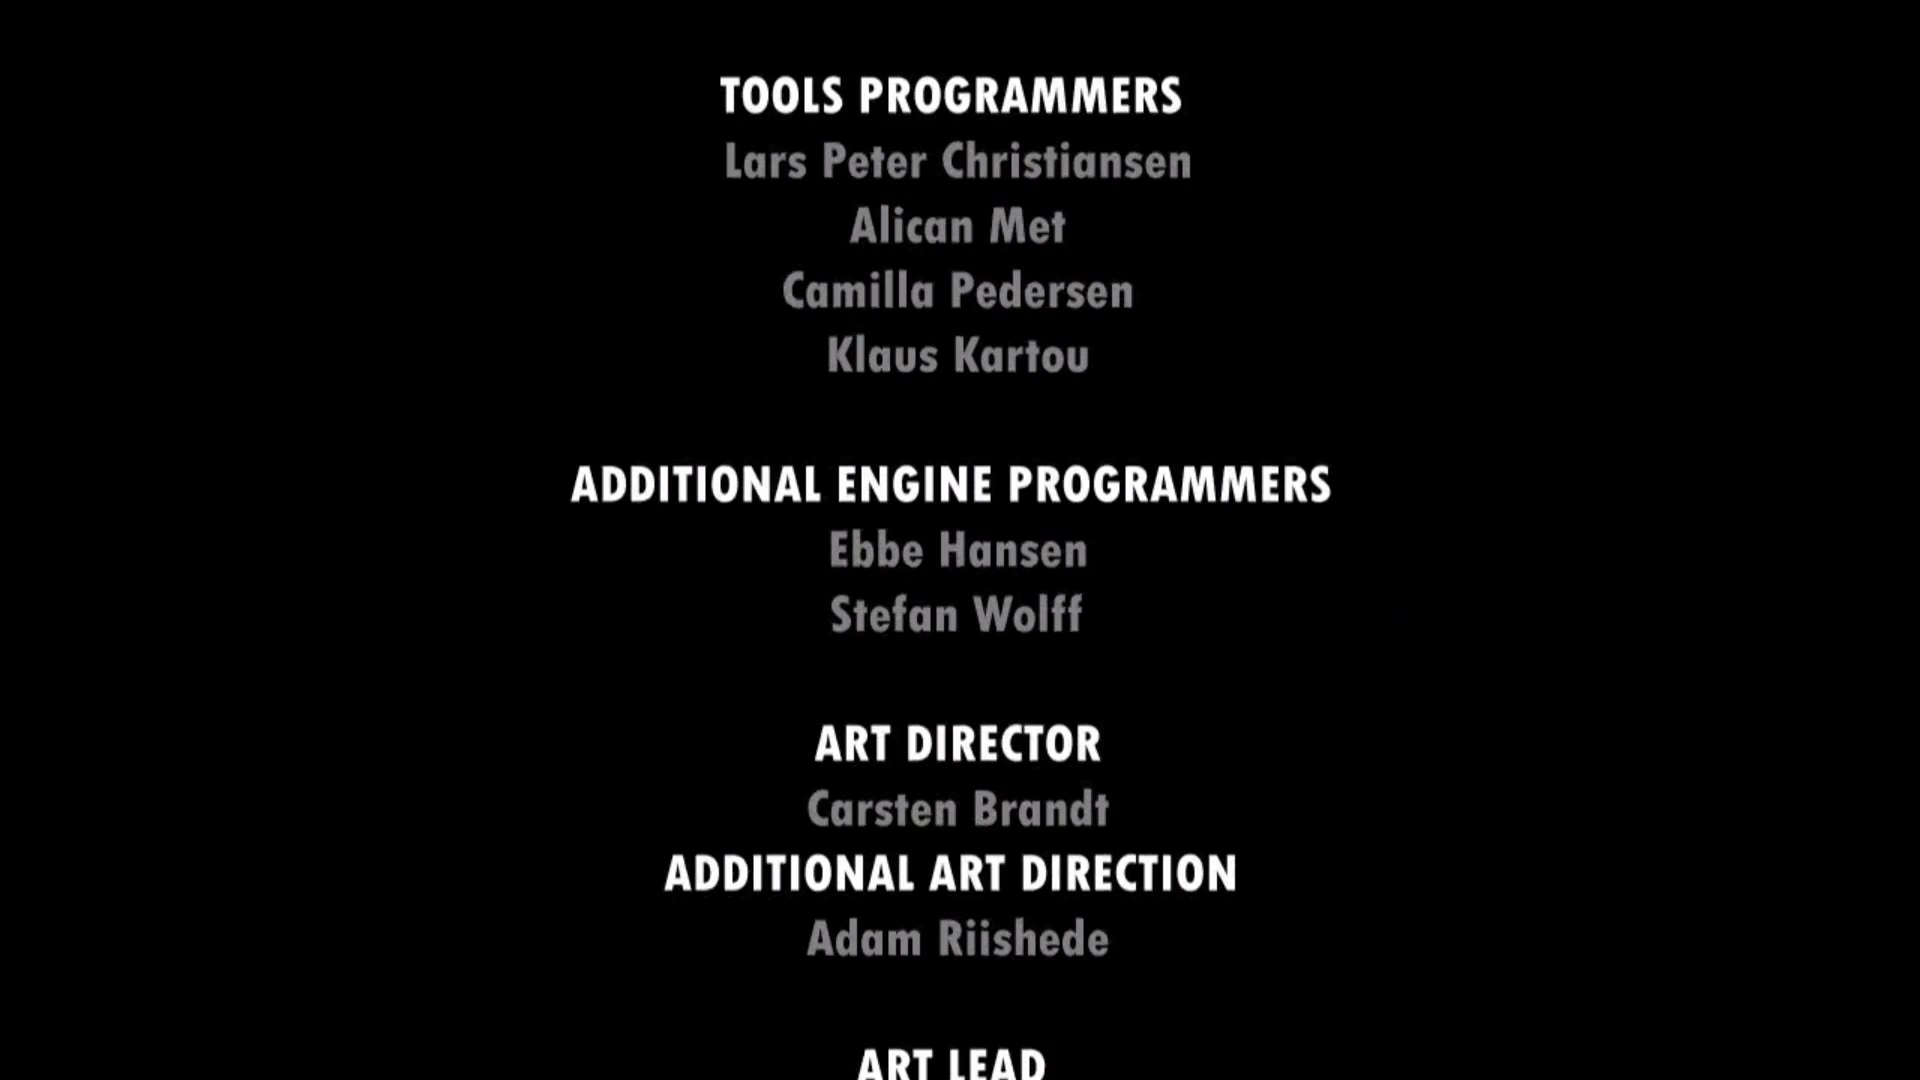 TOOLS PROGRAMMERS
Lars Peter Christiansen
Alican Met
Camilla Pedersen
Klaus Kartou
ADDITIONAL ENGINE PROGRAMMERS
Ebbe Hansen
Stefan Wolff
ART DIRECTOR
Carsten Brandt
ADDITIONAL ART DIRECTION
Adam Riishede
ART LEAD